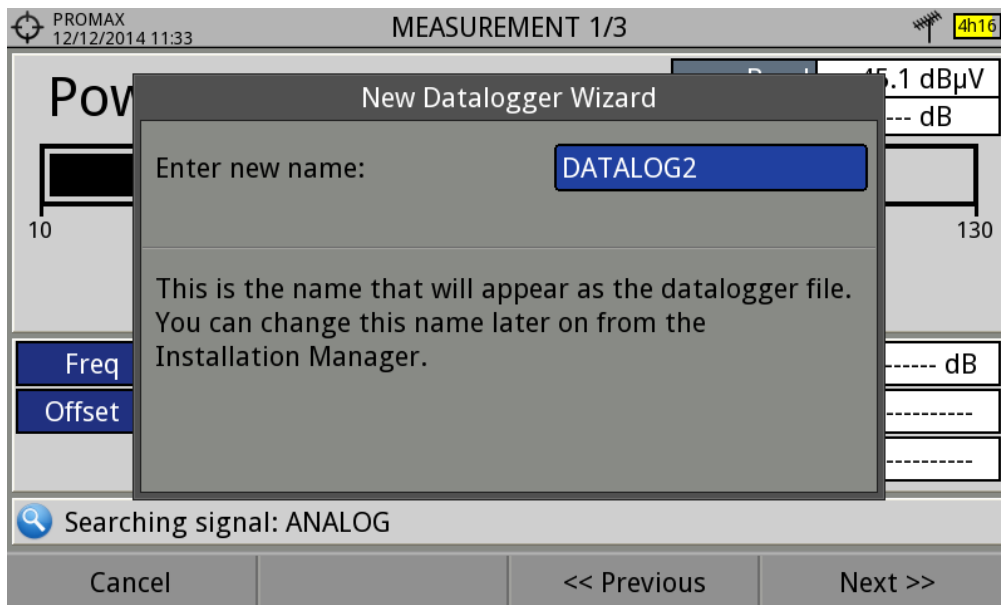 PROMAX
12/12/2014 11:33
MEASUREMENT 1/3
4h16
Pow
.1 dBµV
--- dB
New Datalogger Wizard
Enter new name: DATALOG2
10
130
This is the name that will appear as the datalogger file.
You can change this name later on from the
Installation Manager.
Freq
------ dB
Offset
----------
----------
Searching signal: ANALOG
Cancel
<< Previous
Next >>